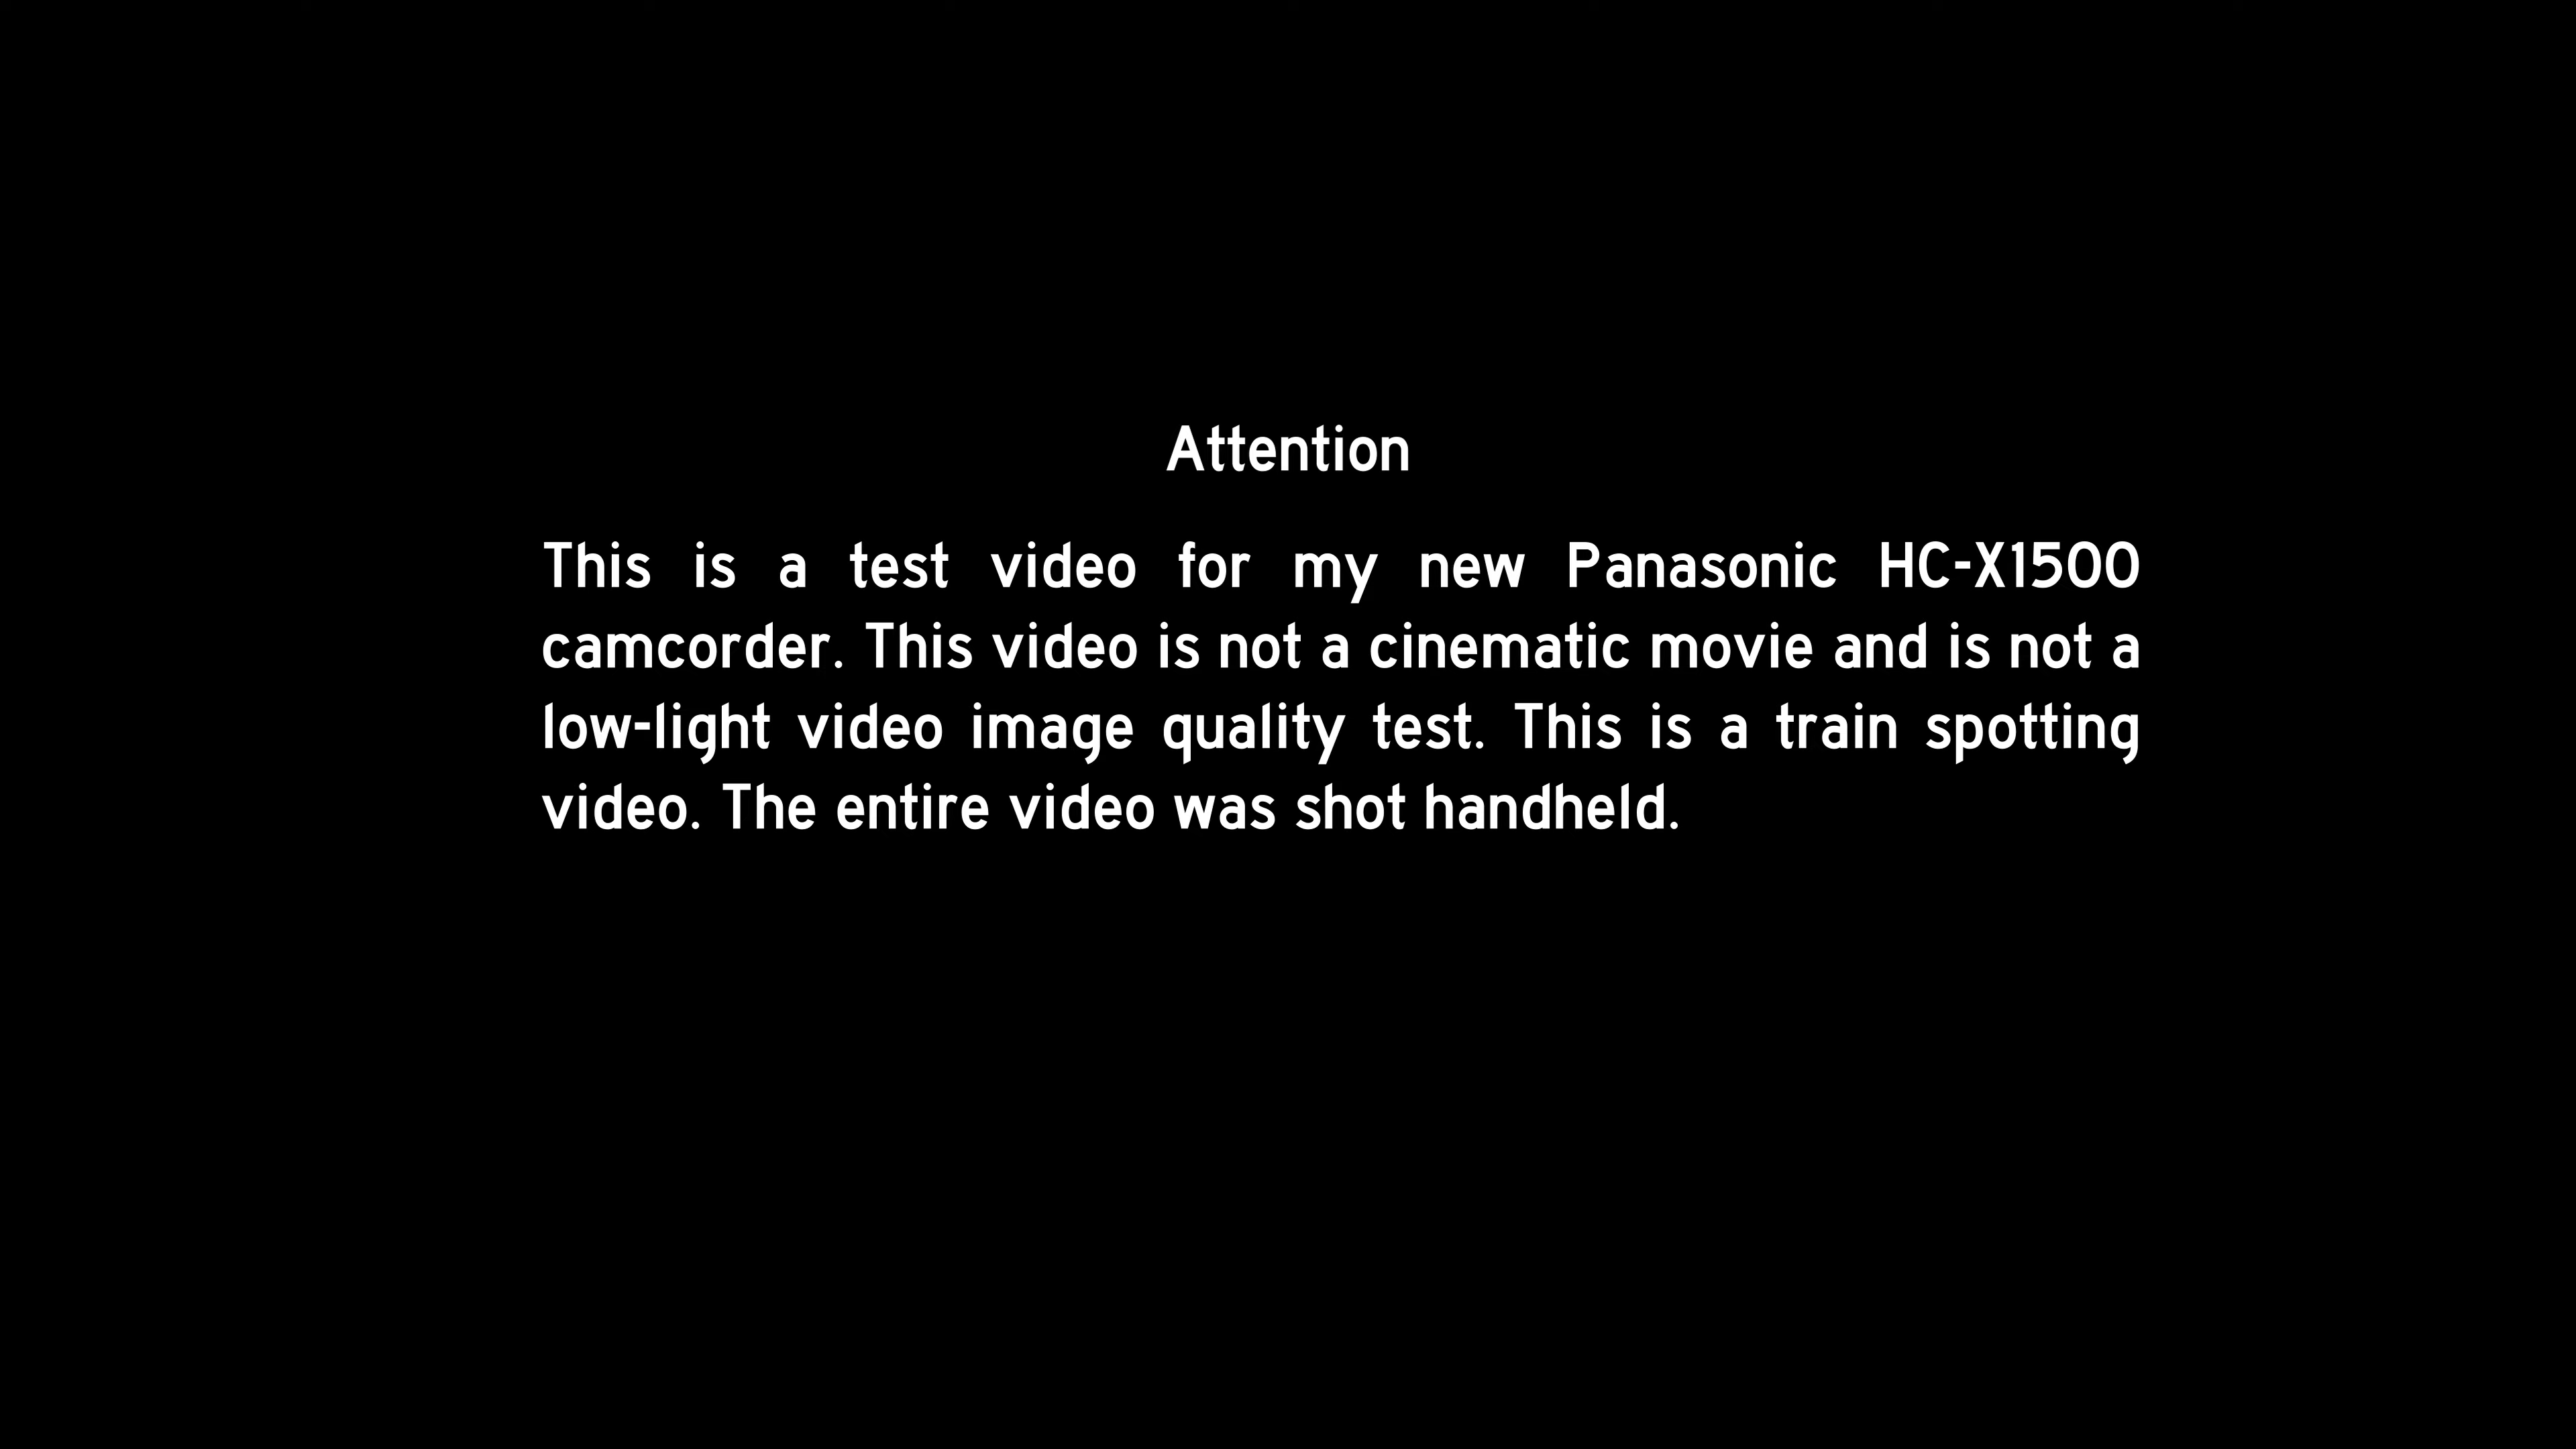 Attention
This is a test video for my new Panasonic HC-X1500
camcorder. This video is not a cinematic movie and is not a
low-light video image quality test. This is a train spotting
video. The entire video was shot handheld.